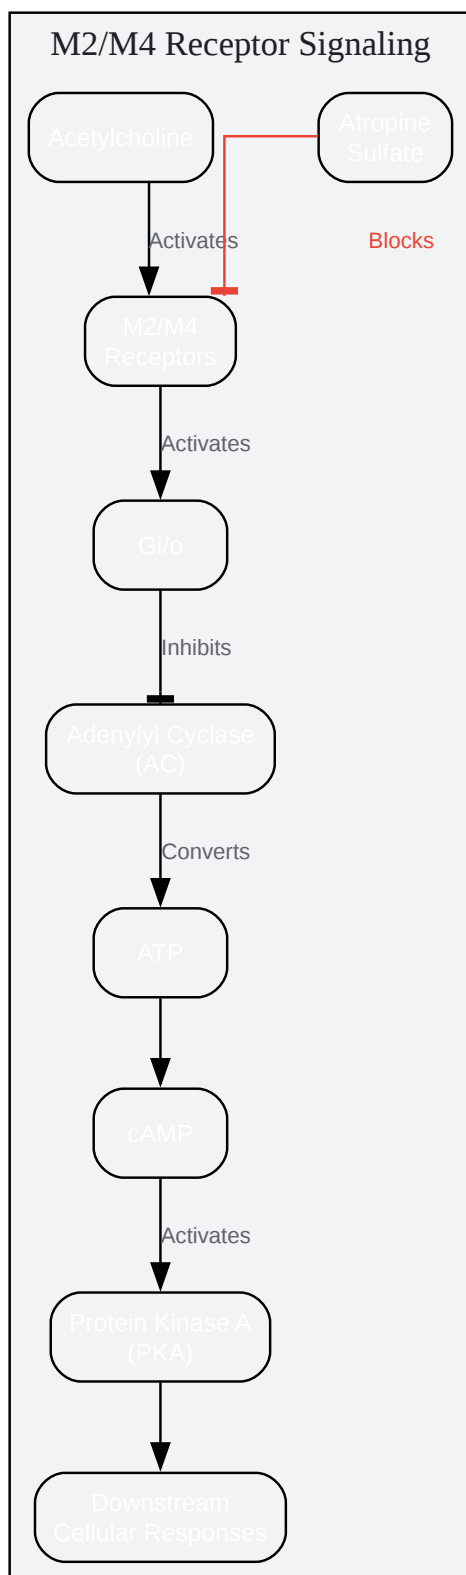 M2/M4 Receptor Signaling
Acetylcholine
Atropine
Sulfate
Activates
Blocks
M2/M4
Receptors
Activates
Gi/o
Inhibits
Adenylyl Cyclase
(AC)
Converts
ATP
cAMP
Activates
Protein Kinase A
(PKA)
Downstream
Cellular Responses